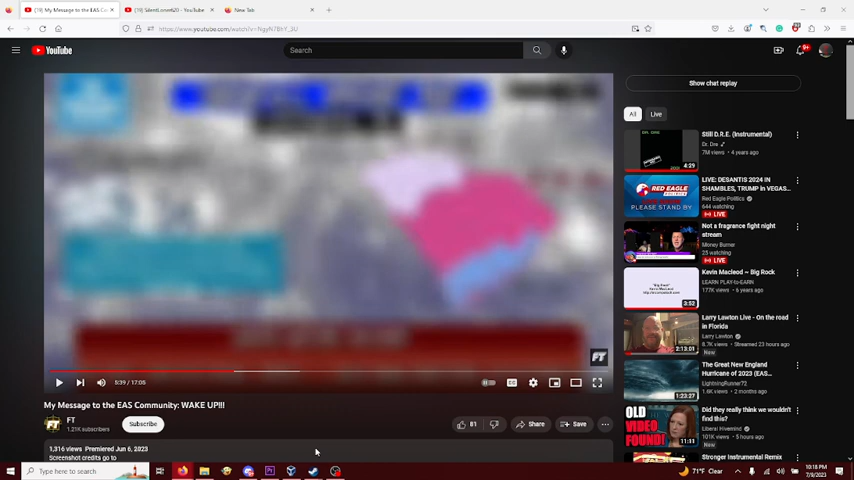 (19) My Message to the EAS Co
(19) SilentLoom620 - YouTube
New Tab
https://www.youtube.com/watch?v=NgyN7BhY_3U
YouTube
Search
FT
5:39 / 17:05
My Message to the EAS Community: WAKE UP!!!
FT
1.21K subscribers
Subscribe
81
Share
Save
1,316 views Premiered Jun 6, 2023
Screenshot credits go to
Show chat replay
All
Live
4:29
Still D.R.E. (Instrumental)
Dr. Dre
7M views • 4 years ago
RED EAGLE
PLEASE STAND BY
LIVE: DESANTIS 2024 IN
SHAMBLES, TRUMP in VEGAS...
Red Eagle Politics
644 watching
LIVE
Not a fragrance fight night
stream
Money Burner
25 watching
LIVE
3:52
Kevin Macleod ~ Big Rock
LEARN PLAY-to-EARN
177K views • 6 years ago
2:13:01
Larry Lawton Live - On the road
in Florida
Larry Lawton
8.7K views • Streamed 23 hours
New
1:23:27
The Great New England
Hurricane of 2023 (EAS...
LightningRunner72
1.6K views • 2 months ago
OLD
VIDEO
FOUND!
11:11
Did they really think we wouldn't
find this?
Liberal Hivemind
101K views • 5 hours ago
New
Stronger Instrumental Remix
Type here to search
71°F Clear
10:18 PM
7/9/2023